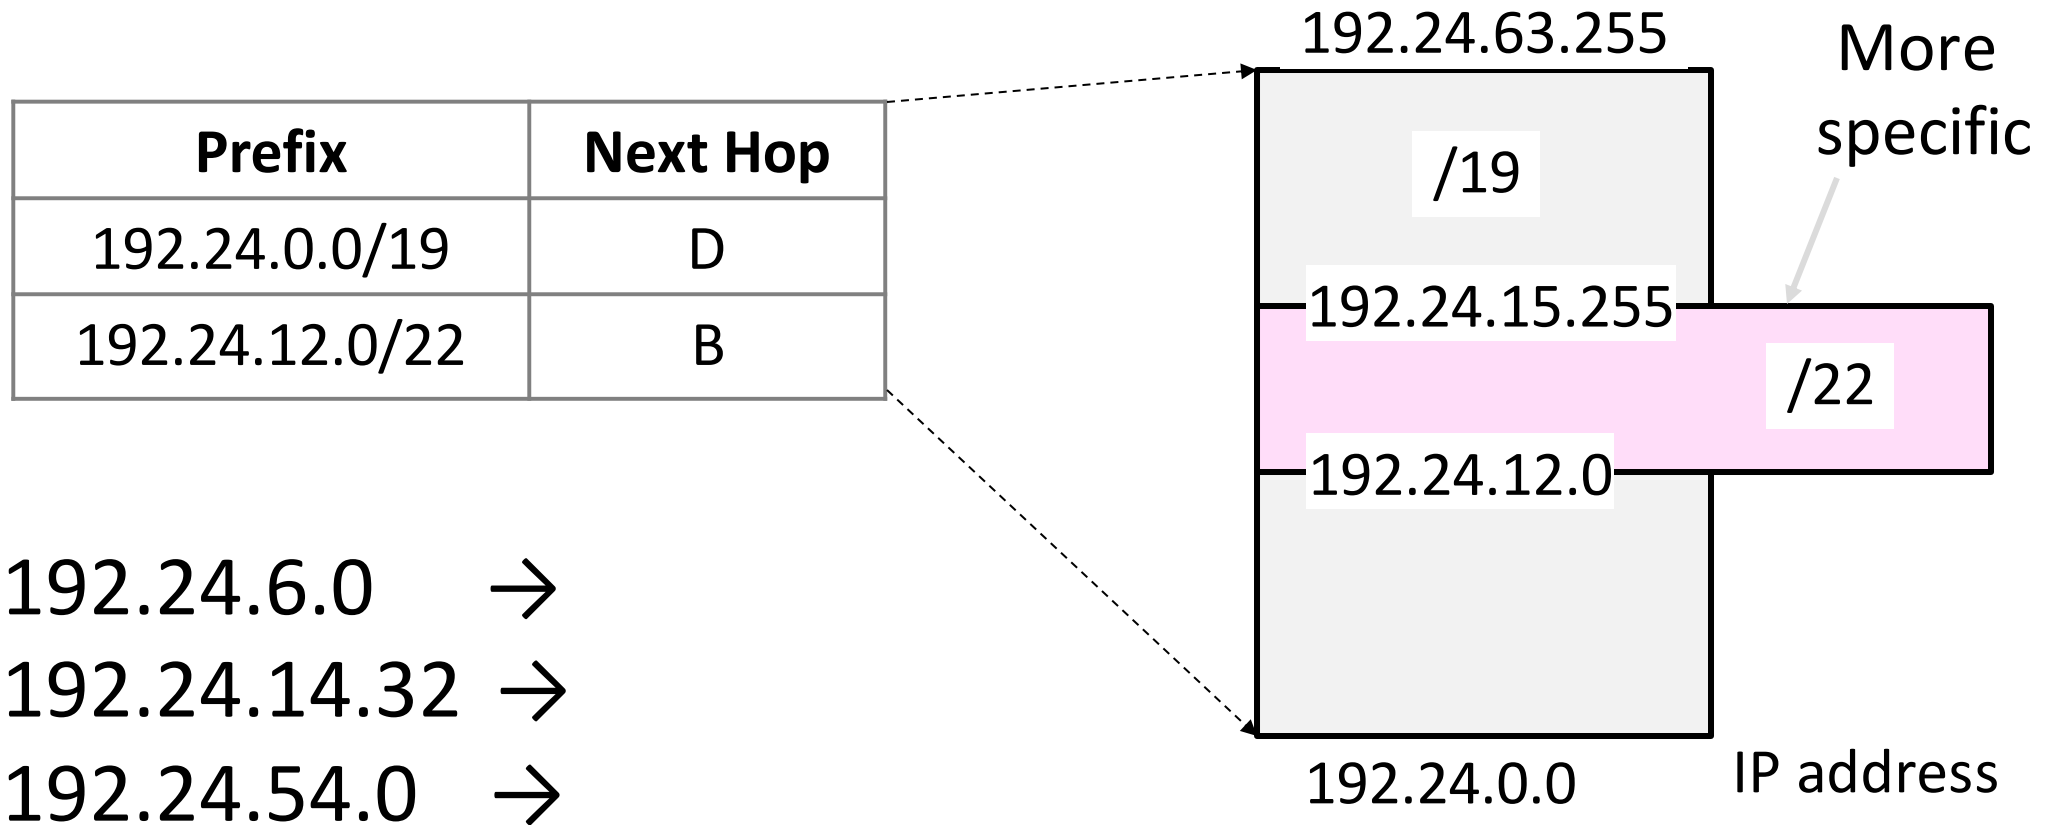 Prefix Next Hop
192.24.0.0/19 D
192.24.12.0/22 B
192.24.6.0 →
192.24.14.32 →
192.24.54.0 →
192.24.63.255
/19
192.24.15.255
/22
192.24.12.0
192.24.0.0
More
specific
IP address